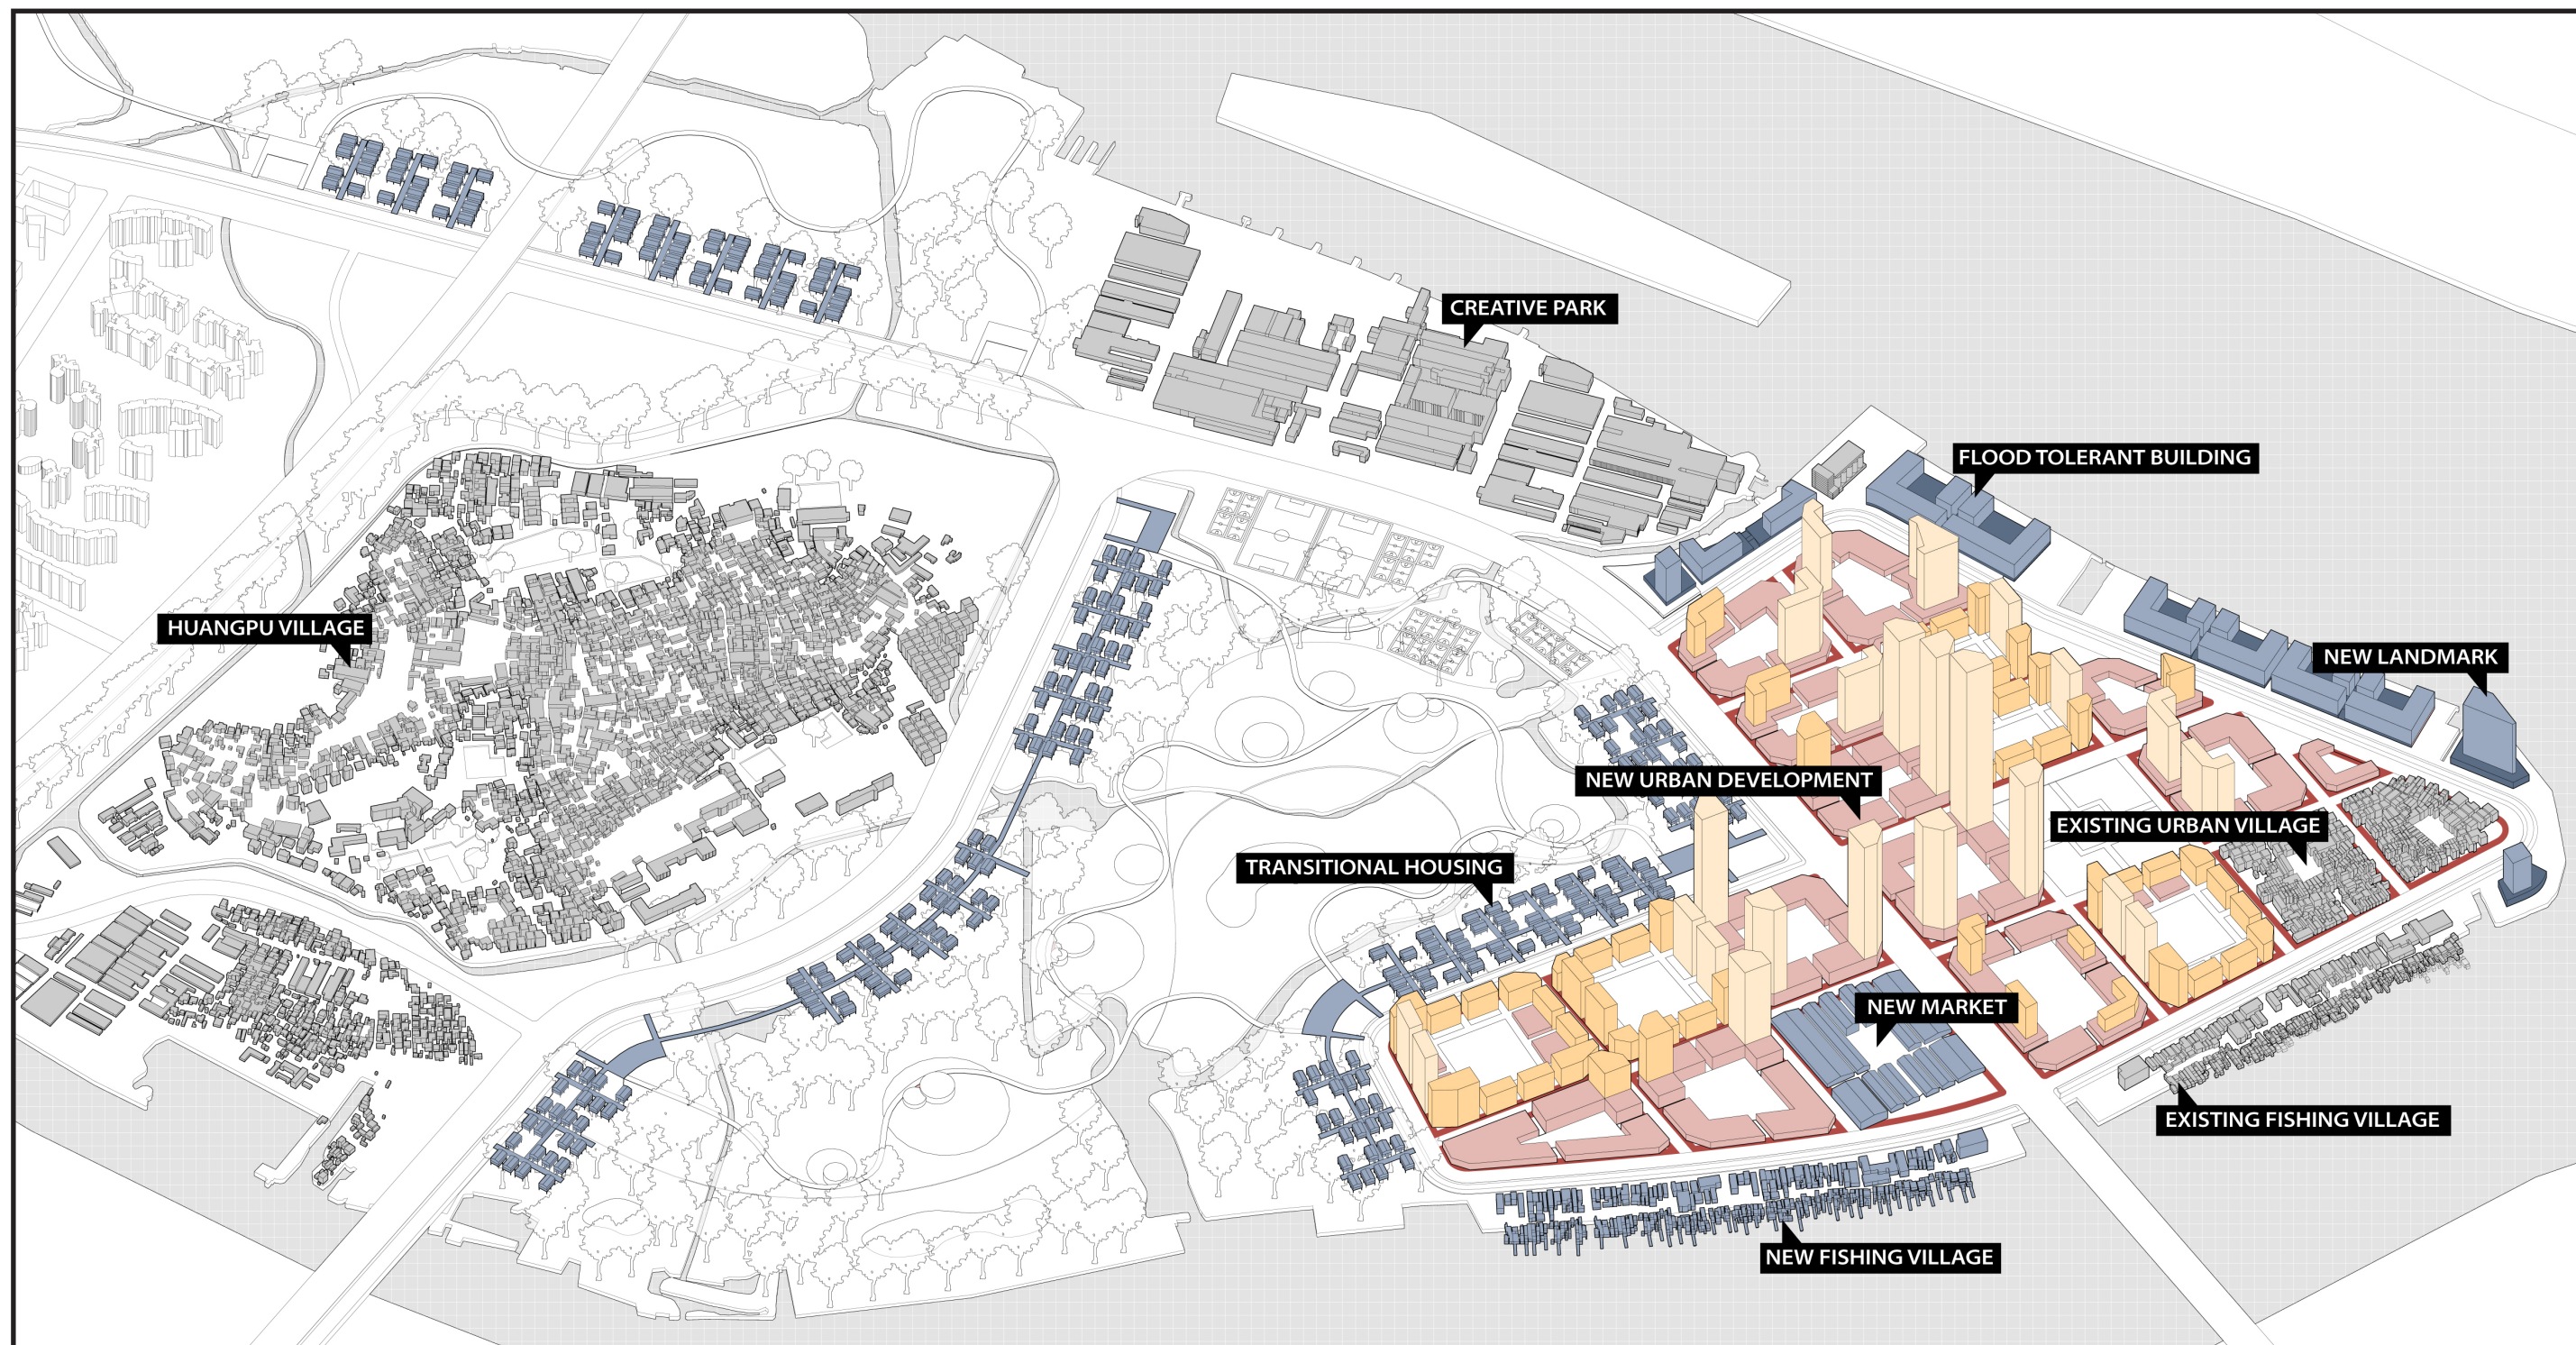 CREATIVE PARK
FLOOD TOLERANT BUILDING
HUANGPU VILLAGE
NEW LANDMARK
NEW URBAN DEVELOPMENT
EXISTING URBAN VILLAGE
TRANSITIONAL HOUSING
NEW MARKET
EXISTING FISHING VILLAGE
NEW FISHING VILLAGE